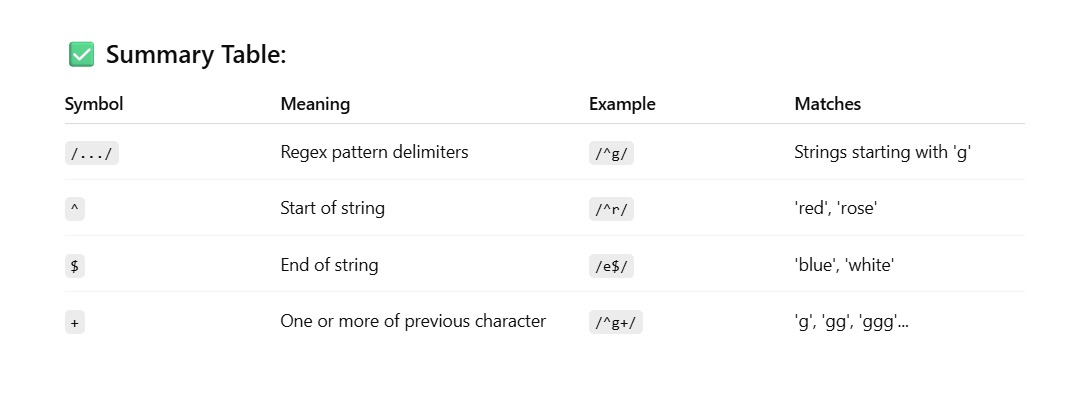 ✅ Summary Table:
Symbol Meaning Example Matches
/.../ Regex pattern delimiters /^g/ Strings starting with 'g'
^ Start of string /^r/ 'red', 'rose'
$ End of string /e$/ 'blue', 'white'
+ One or more of previous character /^g+/ 'g', 'gg', 'ggg'...